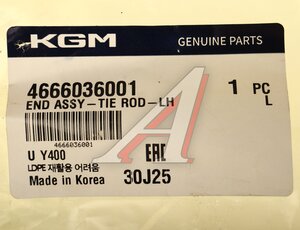 KGM GENUINE PARTS
4666036001 1 PC
END ASSY-TIE ROD-LH L
4666036001
U Y400 EAC
LDPE 재활용 어려움
Made in Korea 30J25